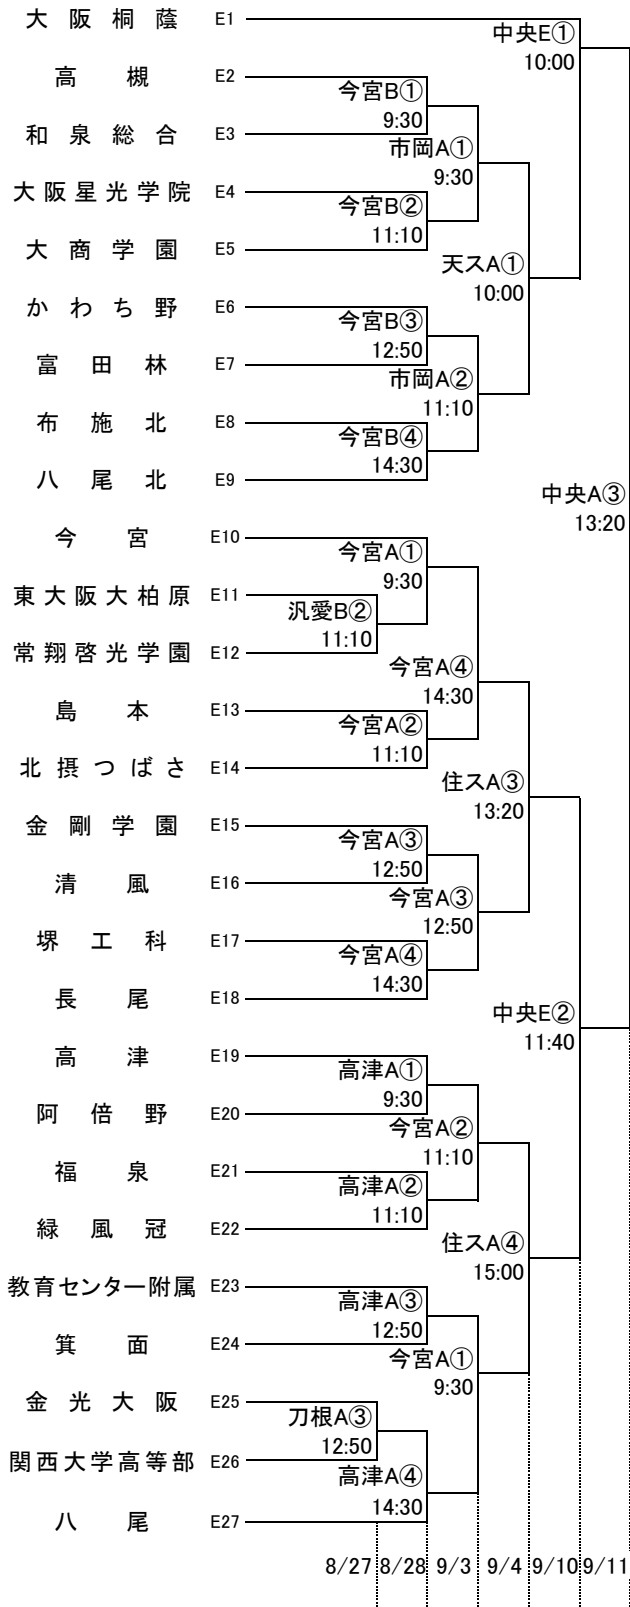 大阪桐蔭 E1
中央E①
10:00
高槻 E2
今宮B①
9:30
和泉総合 E3
市岡A①
9:30
大阪星光学院 E4
今宮B②
11:10
大商学園 E5
天スA①
10:00
かわち野 E6
今宮B③
12:50
富田林 E7
市岡A②
11:10
布施北 E8
今宮B④
14:30
八尾北 E9
中央A③
13:20
今宮 E10
今宮A①
9:30
東大阪大柏原 E11
汎愛B②
11:10
常翔啓光学園 E12
今宮A④
14:30
島本 E13
今宮A②
11:10
北摂つばさ E14
住スA③
13:20
金剛学園 E15
今宮A③
12:50
清風 E16
今宮A③
12:50
堺工科 E17
今宮A④
14:30
長尾 E18
中央E②
11:40
高津 E19
高津A①
9:30
阿倍野 E20
今宮A②
11:10
福泉 E21
高津A②
11:10
緑風冠 E22
住スA④
15:00
教育センター附属 E23
高津A③
12:50
箕面 E24
今宮A①
9:30
金光大阪 E25
刀根A③
12:50
関西大学高等部 E26
高津A④
14:30
八尾 E27
8/27 8/28 9/3 9/4 9/10 9/11